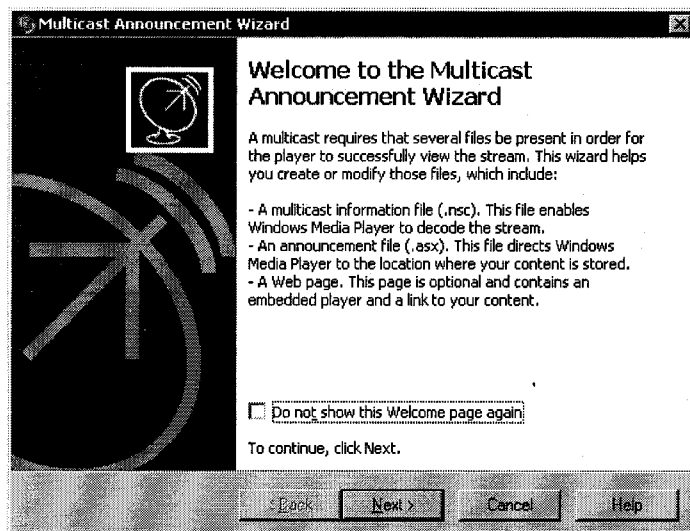 Multicast Announcement Wizard
Welcome to the Multicast
Announcement Wizard
A multicast requires that several files be present in order for
the player to successfully view the stream. This wizard helps
you create or modify those files, which include:
- A multicast information file (.nsc). This file enables
Windows Media Player to decode the stream.
- An announcement file (.asx). This file directs Windows
Media Player to the location where your content is stored.
- A Web page. This page is optional and contains an
embedded player and a link to your content.
Do not show this Welcome page again
To continue, click Next.
< Back Next > Cancel Help